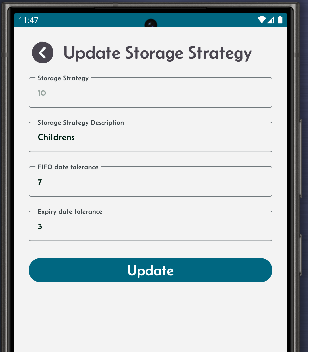 11:47
Update Storage Strategy
Storage Strategy
10
Storage Strategy Description
Childrens
FIFO date tolerance
7
Expiry date tolerance
3
Update